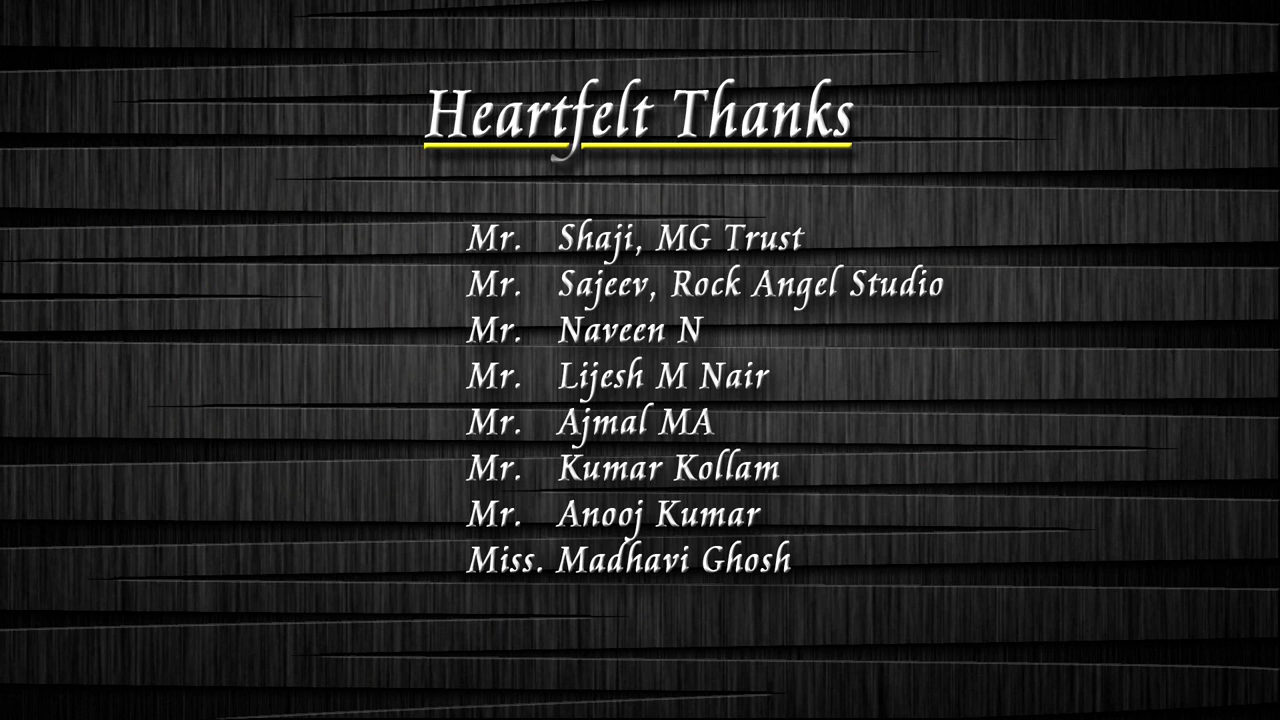 Heartfelt Thanks
Mr. Shaji, MG Trust
Mr. Sajeev, Rock Angel Studio
Mr. Naveen N
Mr. Lijesh M Nair
Mr. Ajmal MA
Mr. Kumar Kollam
Mr. Anooj Kumar
Miss. Madhavi Ghosh